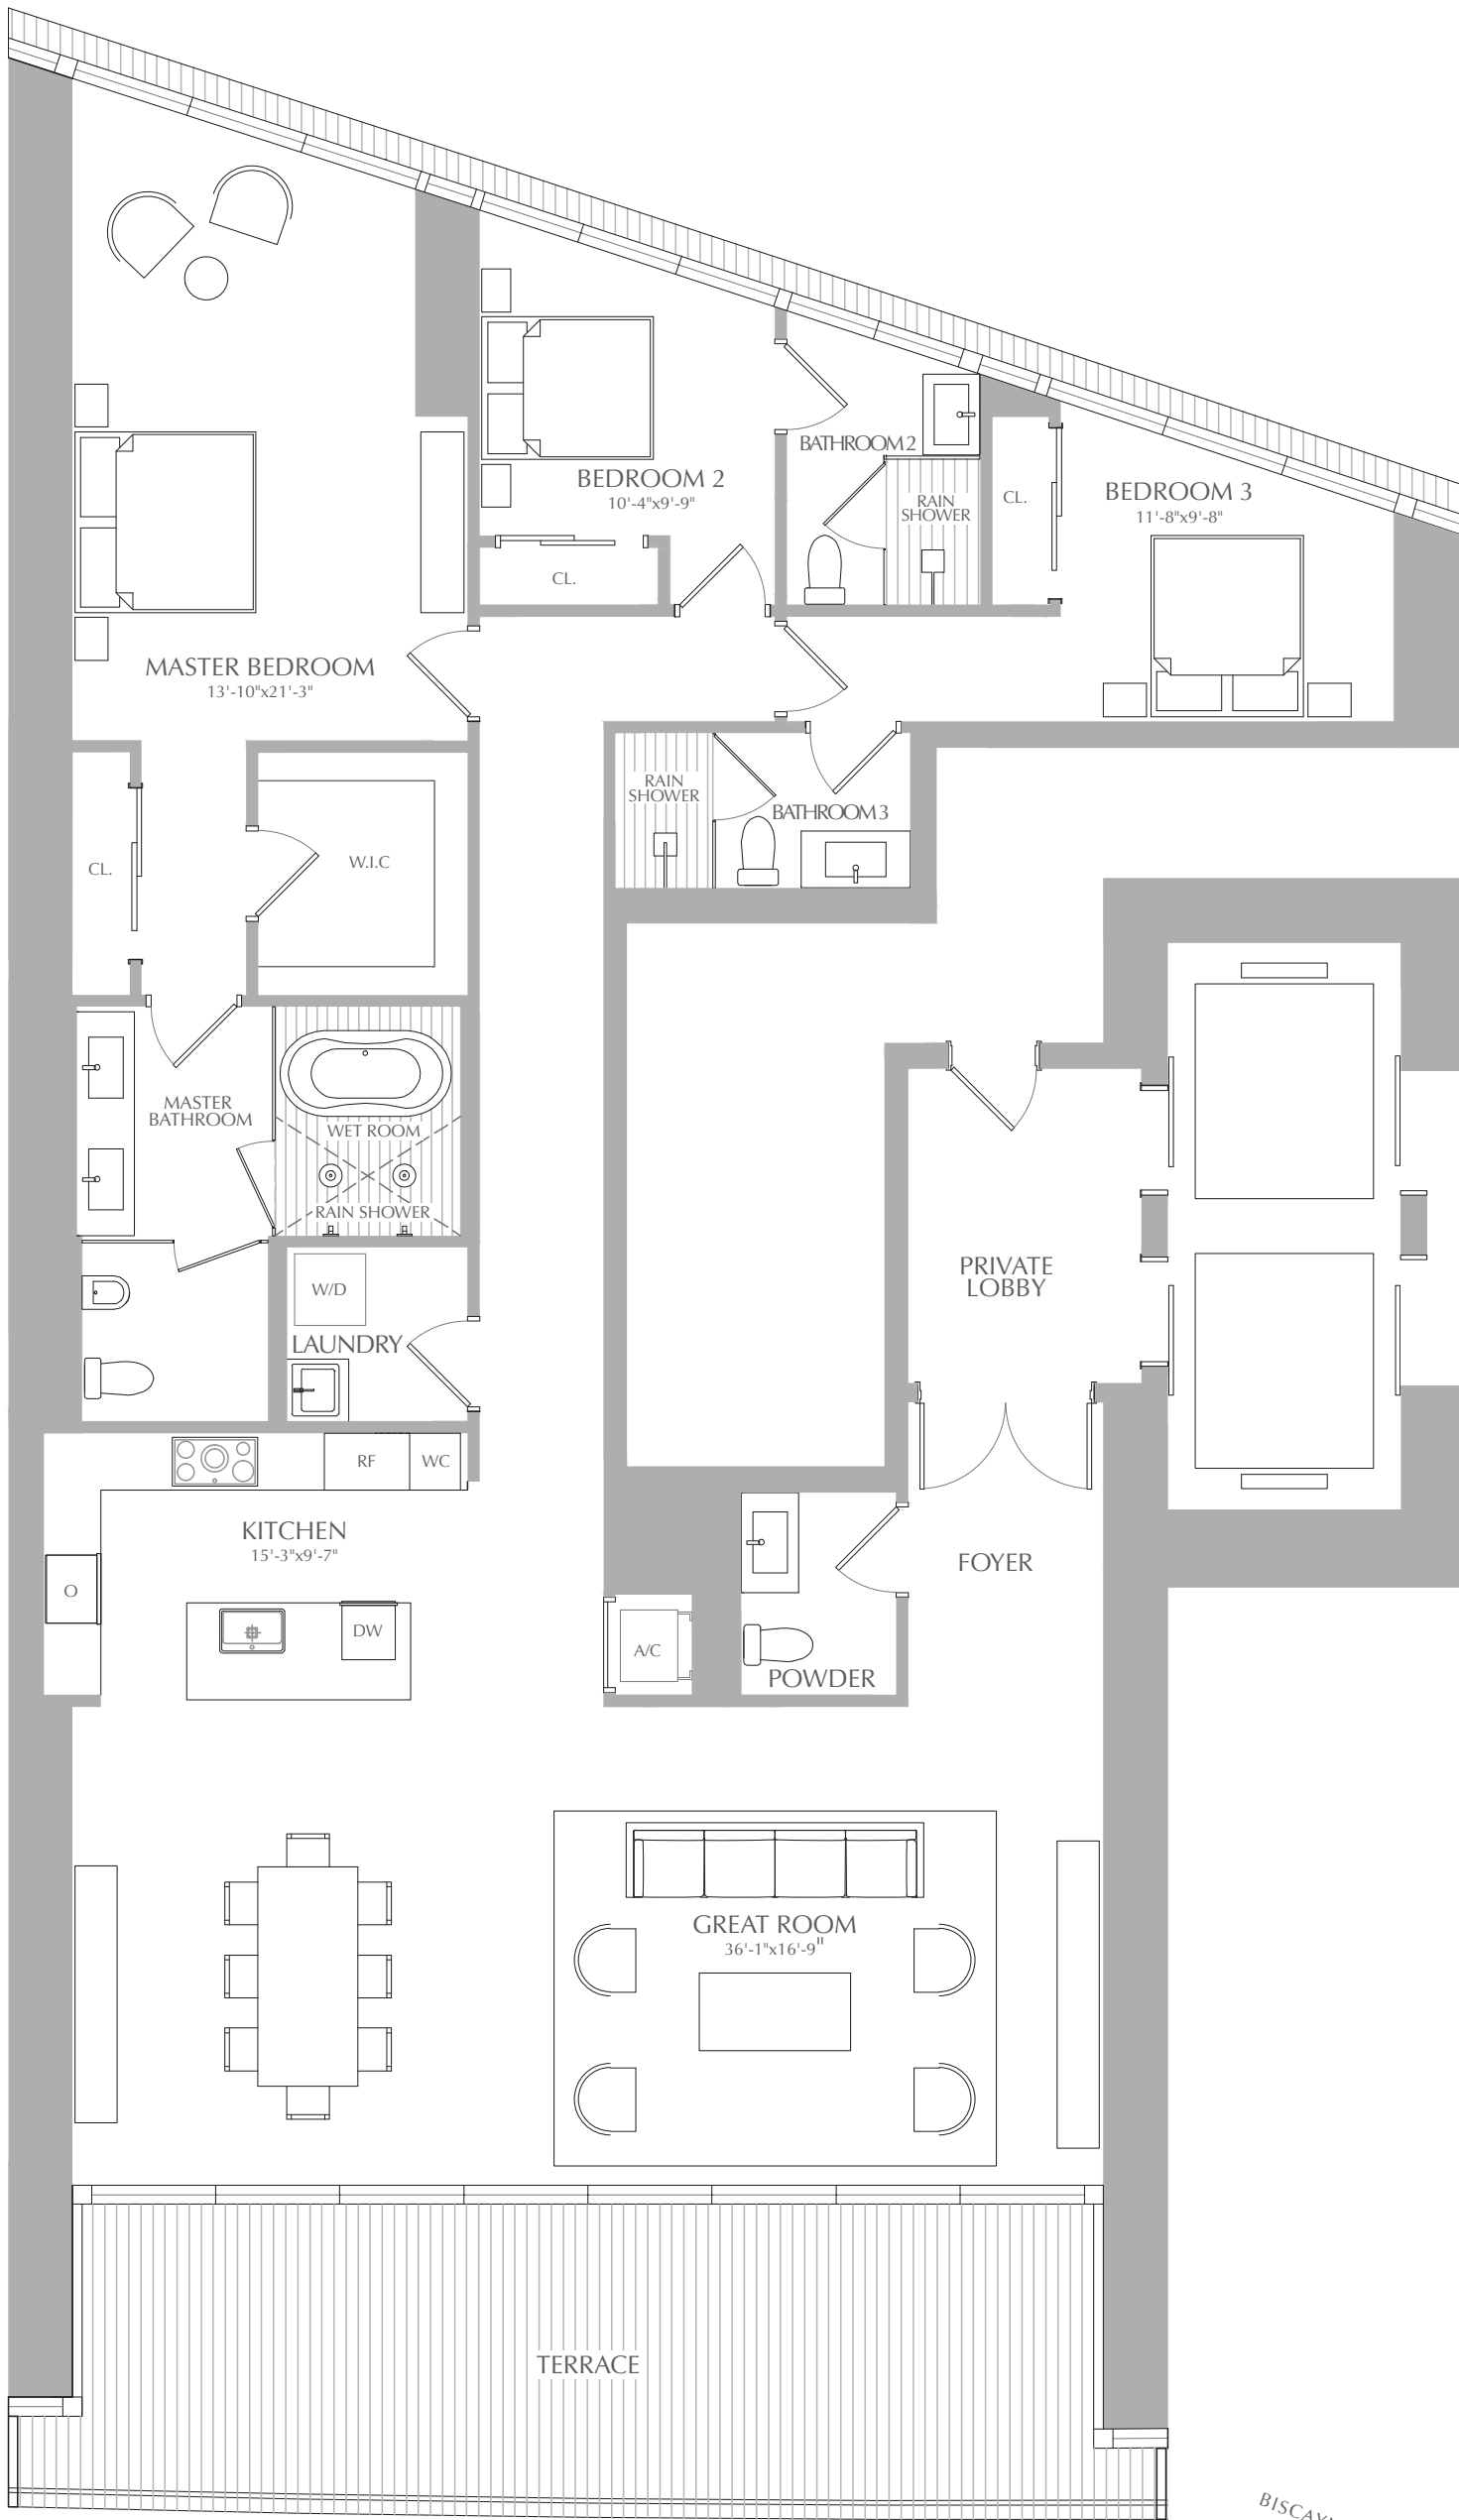 BATHROOM 2
BEDROOM 2
10'-4"x9'-9"
RAIN
SHOWER
CL.
BEDROOM 3
11'-8"x9'-8"
CL.
MASTER BEDROOM
13'-10"x21'-3"
RAIN
SHOWER
BATHROOM 3
CL.
W.I.C
MASTER
BATHROOM
WET ROOM
RAIN SHOWER
PRIVATE
LOBBY
W/D
LAUNDRY
RF
WC
KITCHEN
15'-3"x9'-7"
FOYER
O
DW
A/C
POWDER
GREAT ROOM
36'-1"x16'-9"
TERRACE